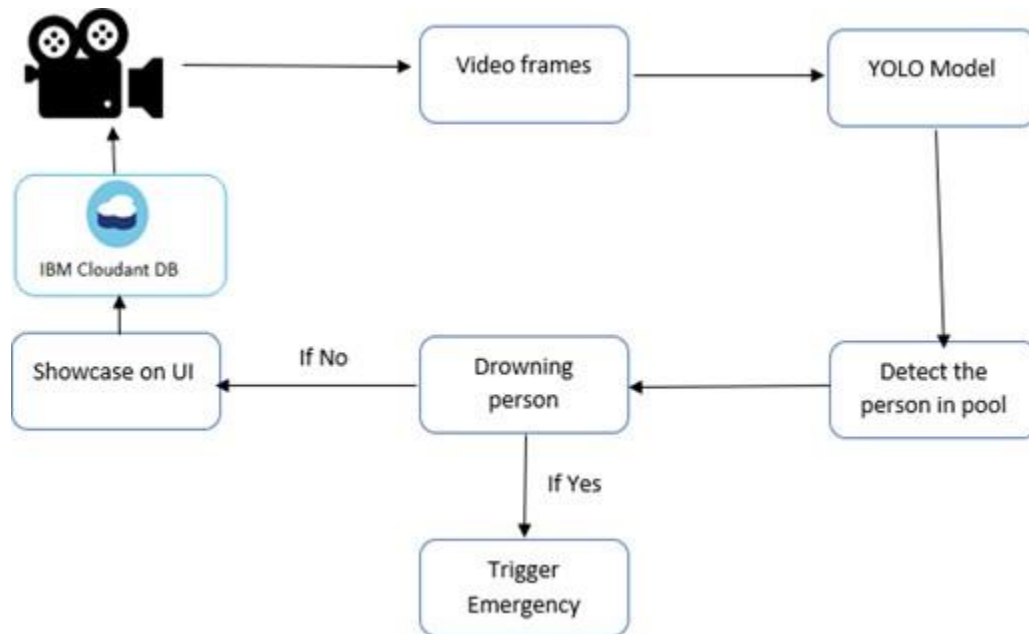 Video frames
YOLO Model
IBM Cloudant DB
Showcase on UI
If No
Drowning
person
Detect the
person in pool
If Yes
Trigger
Emergency